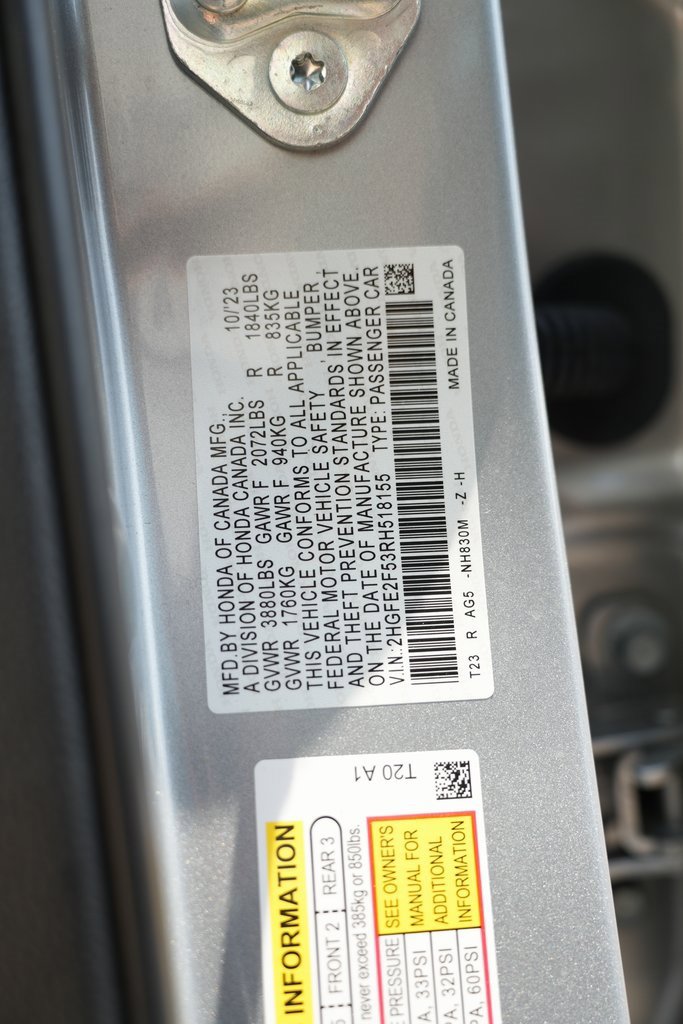 MFD.BY HONDA OF CANADA MFG., 10/'23
A DIVISION OF HONDA CANADA INC.
GVWR 3880LBS GAWR F 2072LBS R 1840LBS
GVWR 1760KG GAWR F 940KG R 835KG
THIS VEHICLE CONFORMS TO ALL APPLICABLE
FEDERAL MOTOR VEHICLE SAFETY , BUMPER ,
AND THEFT PREVENTION STANDARDS IN EFFECT
ON THE DATE OF MANUFACTURE SHOWN ABOVE.
V.I.N.: 2HGFE2F53RH518155 TYPE: PASSENGER CAR
MADE IN CANADA
T23 R AG5 -NH830M -Z -H
T20 A1
INFORMATION
FRONT 2 REAR 3
never exceed 385kg or 850lbs.
PRESSURE SEE OWNER'S
33PSI MANUAL FOR
32PSI ADDITIONAL
60PSI INFORMATION